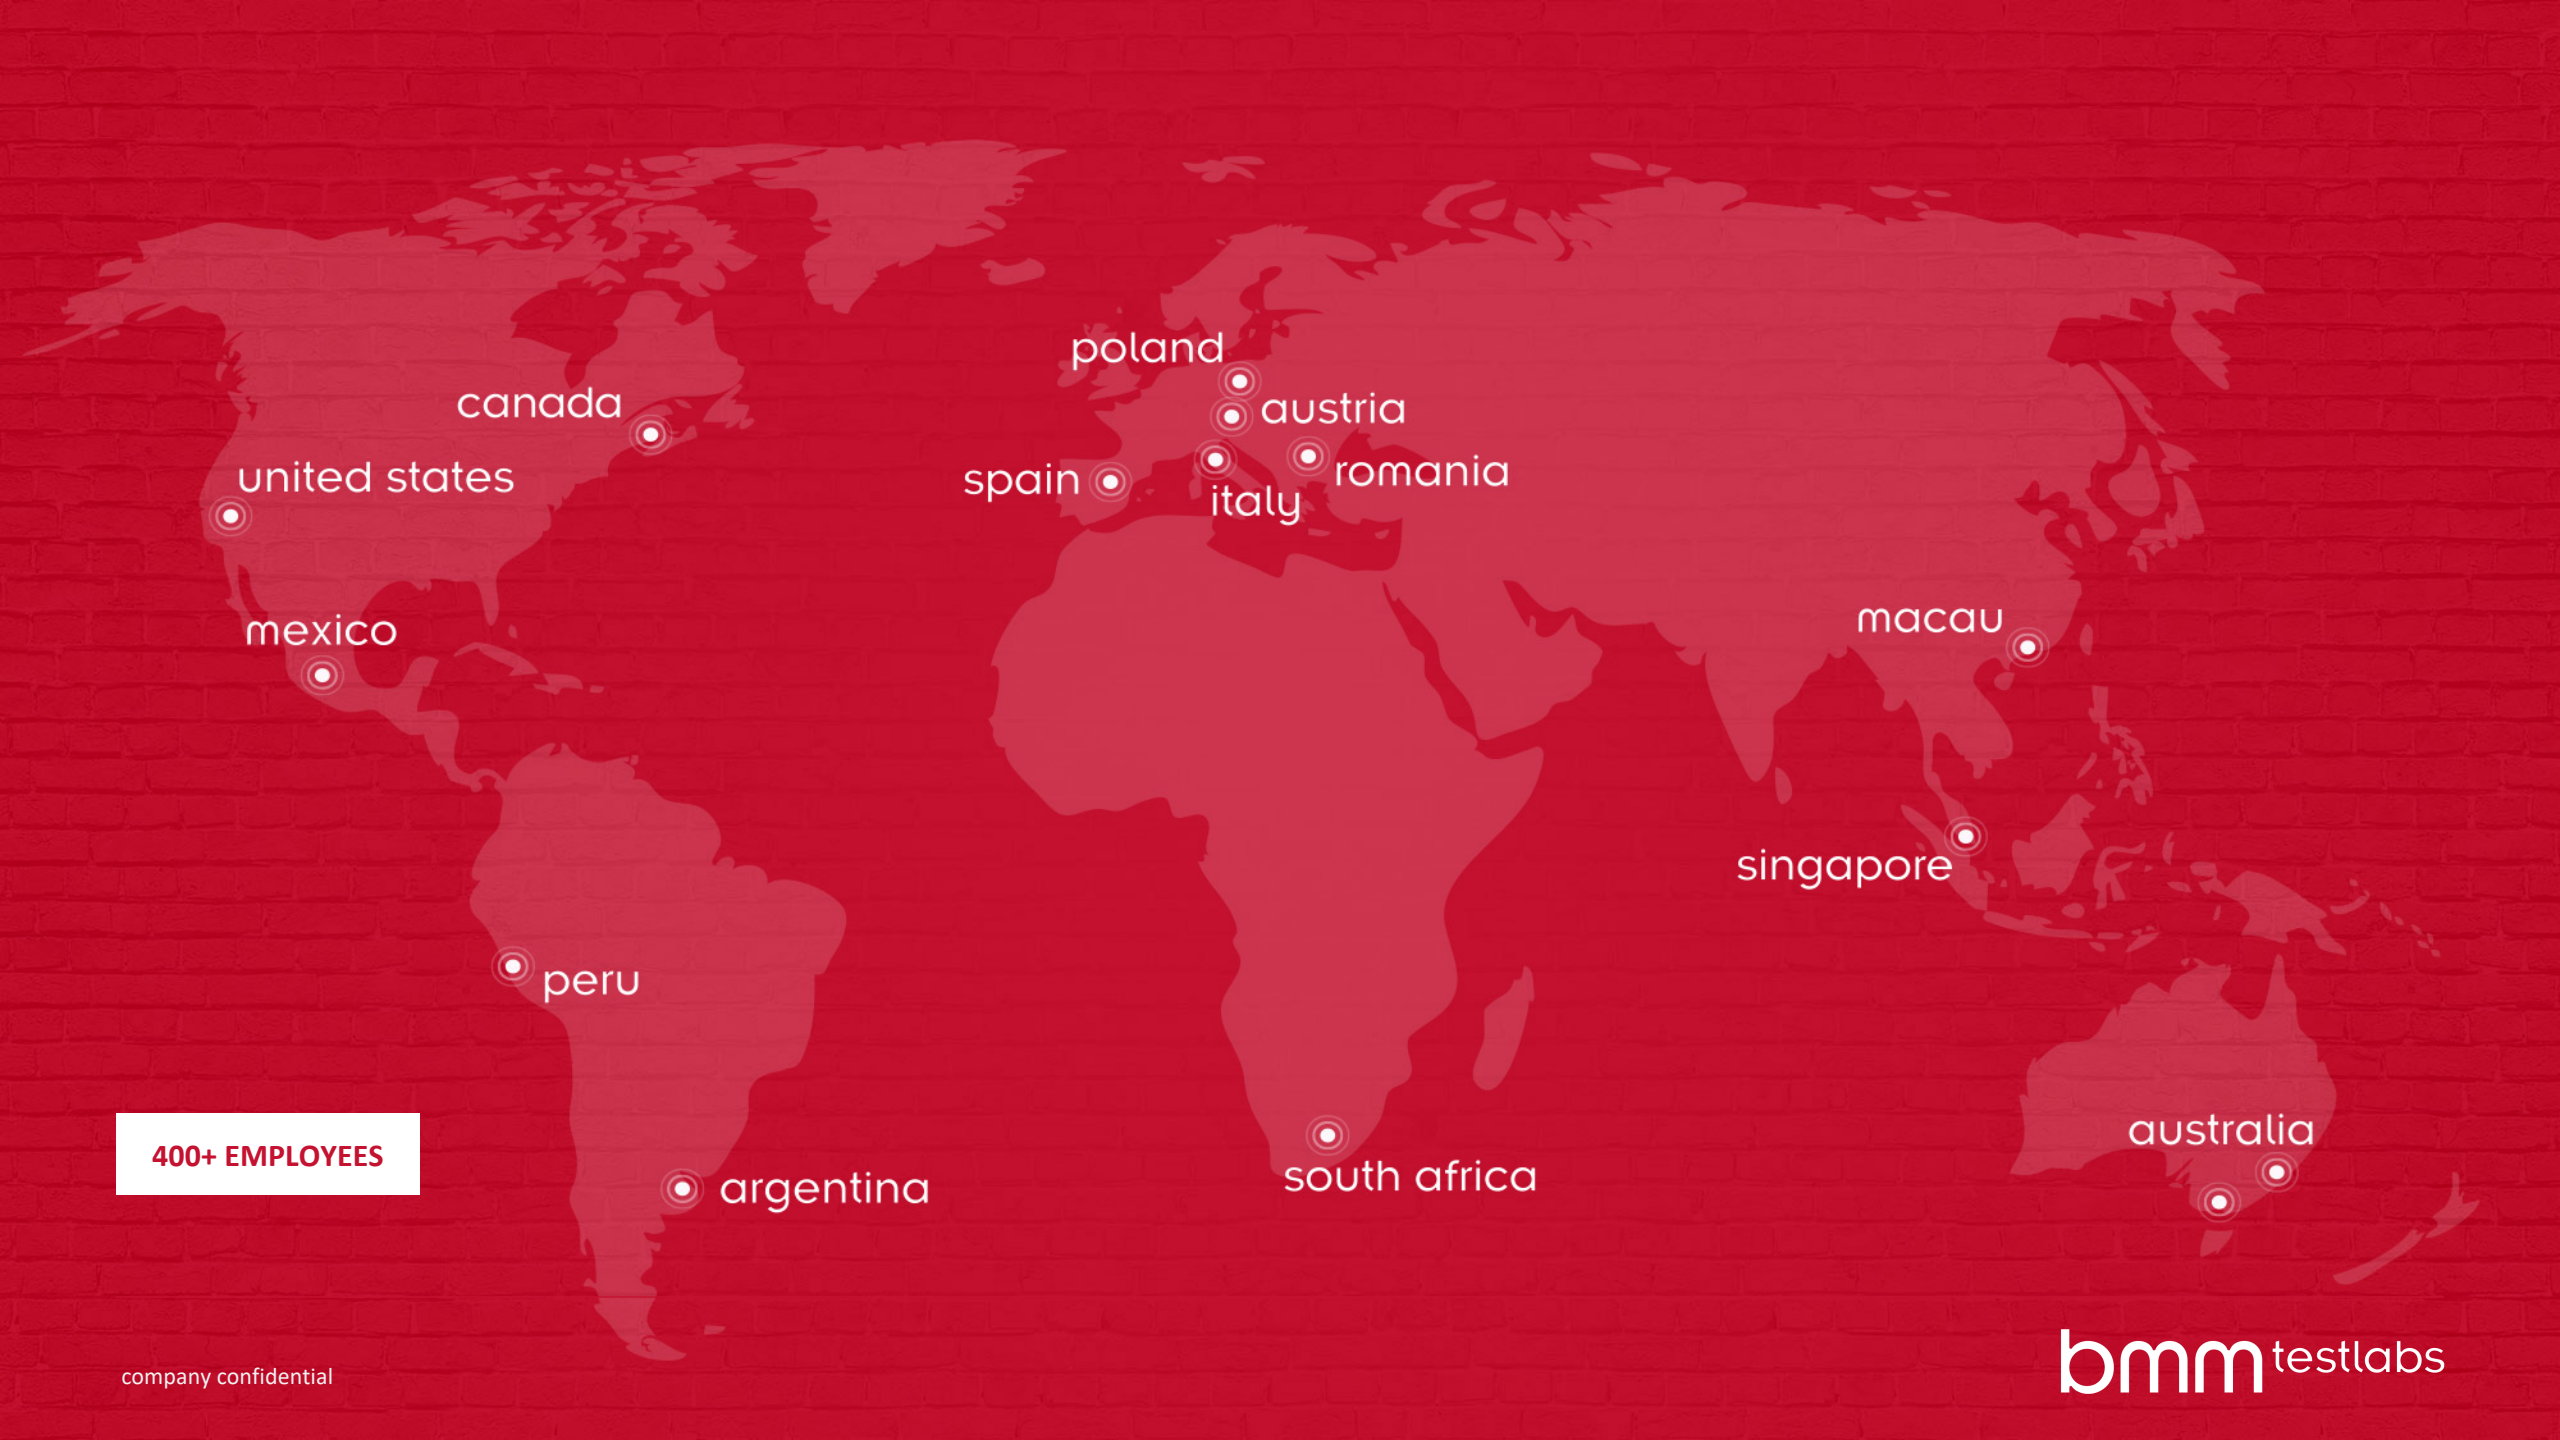 poland
canada
austria
united states
spain
romania
italy
mexico
macau
singapore
peru
australia
400+ EMPLOYEES
south africa
argentina
company confidential
bmm testlabs